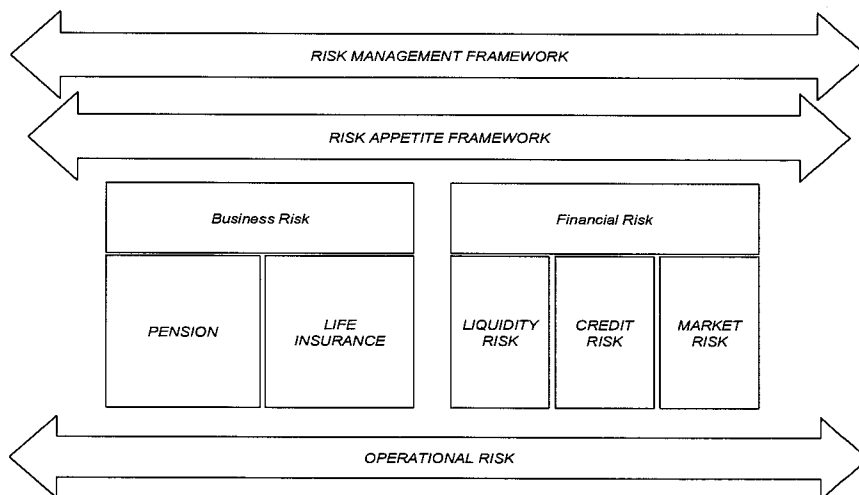 RISK MANAGEMENT FRAMEWORK
RISK APPETITE FRAMEWORK
Business Risk
Financial Risk
PENSION
LIFE
INSURANCE
LIQUIDITY
RISK
CREDIT
RISK
MARKET
RISK
OPERATIONAL RISK